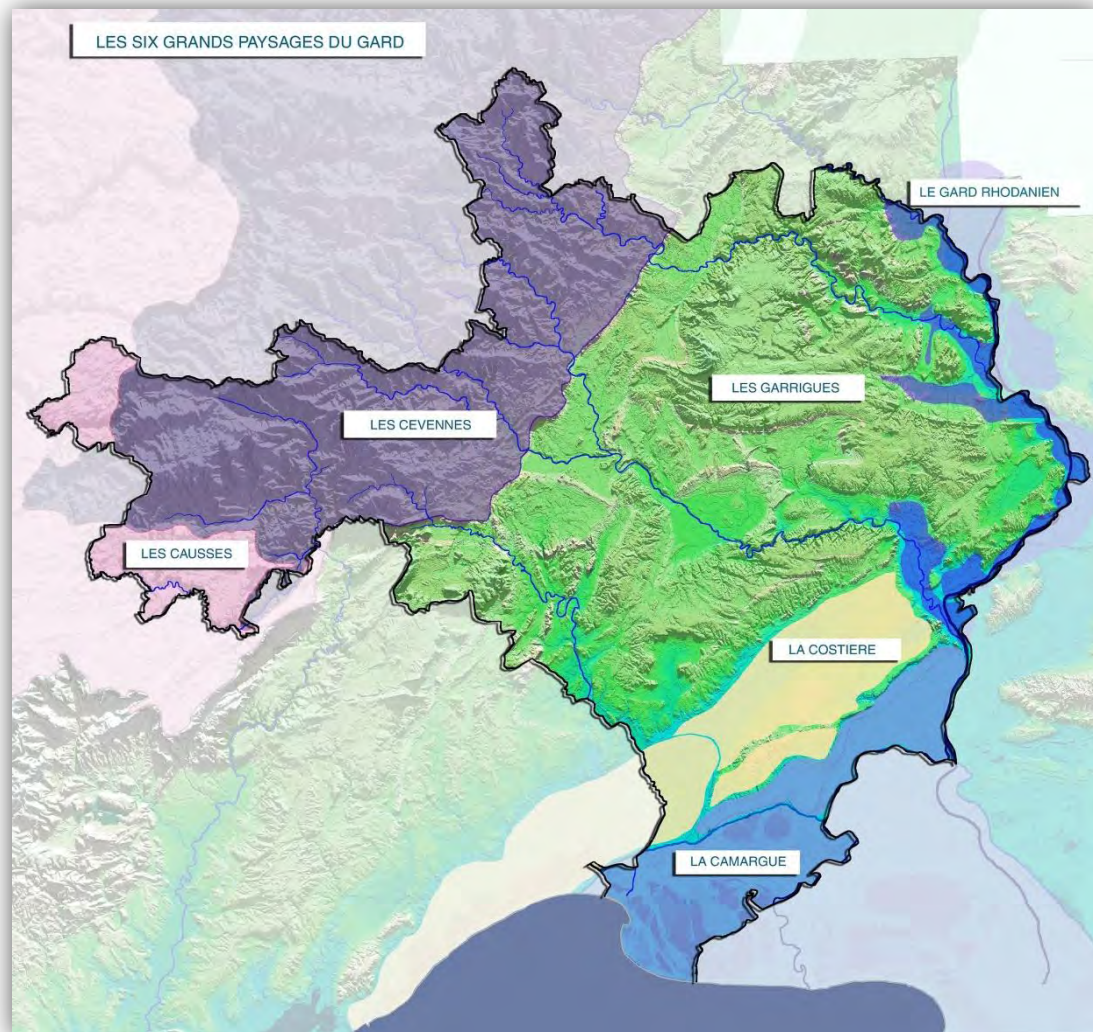 LES SIX GRANDS PAYSAGES DU GARD
LE GARD RHODANIEN
LES GARRIGUES
LES CEVENNES
LES CAUSSES
LA COSTIERE
LA CAMARGUE